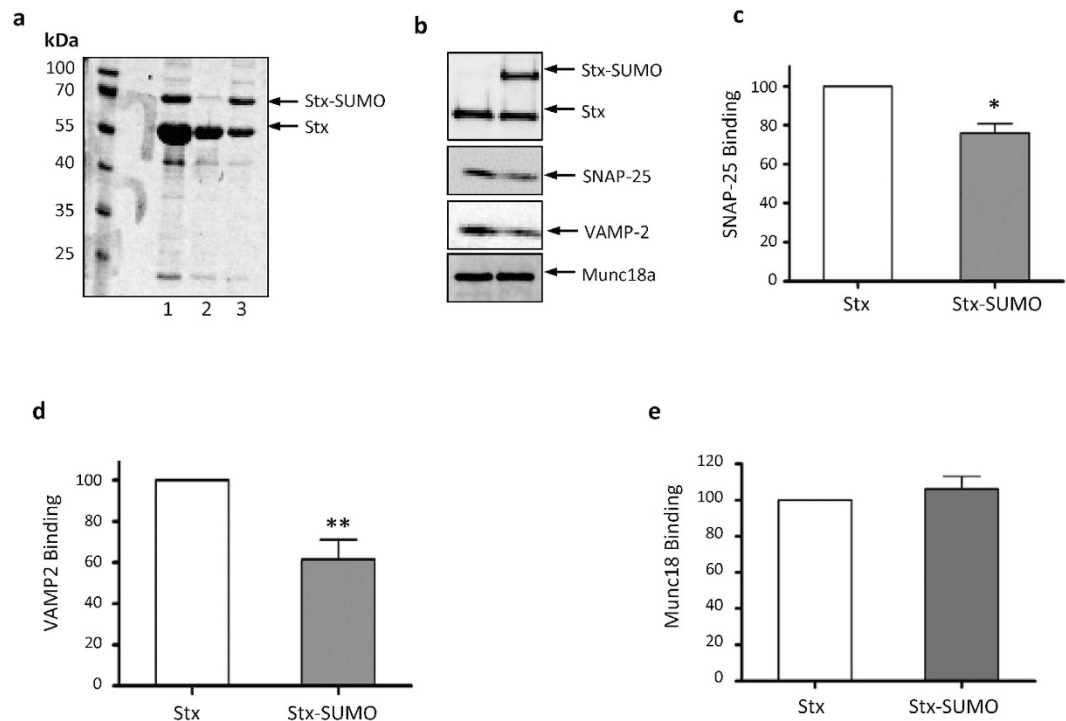 a
kDa
100
70
55
40
35
25
Stx-SUMO
Stx
1 2 3
b
Stx-SUMO
Stx
SNAP-25
VAMP-2
Munc18a
c
SNAP-25 Binding
100
80
60
40
20
0
*
Stx
Stx-SUMO
d
VAMP2 Binding
100
80
60
40
20
0
**
Stx
Stx-SUMO
e
Munc18 Binding
120
100
80
60
40
20
0
Stx
Stx-SUMO